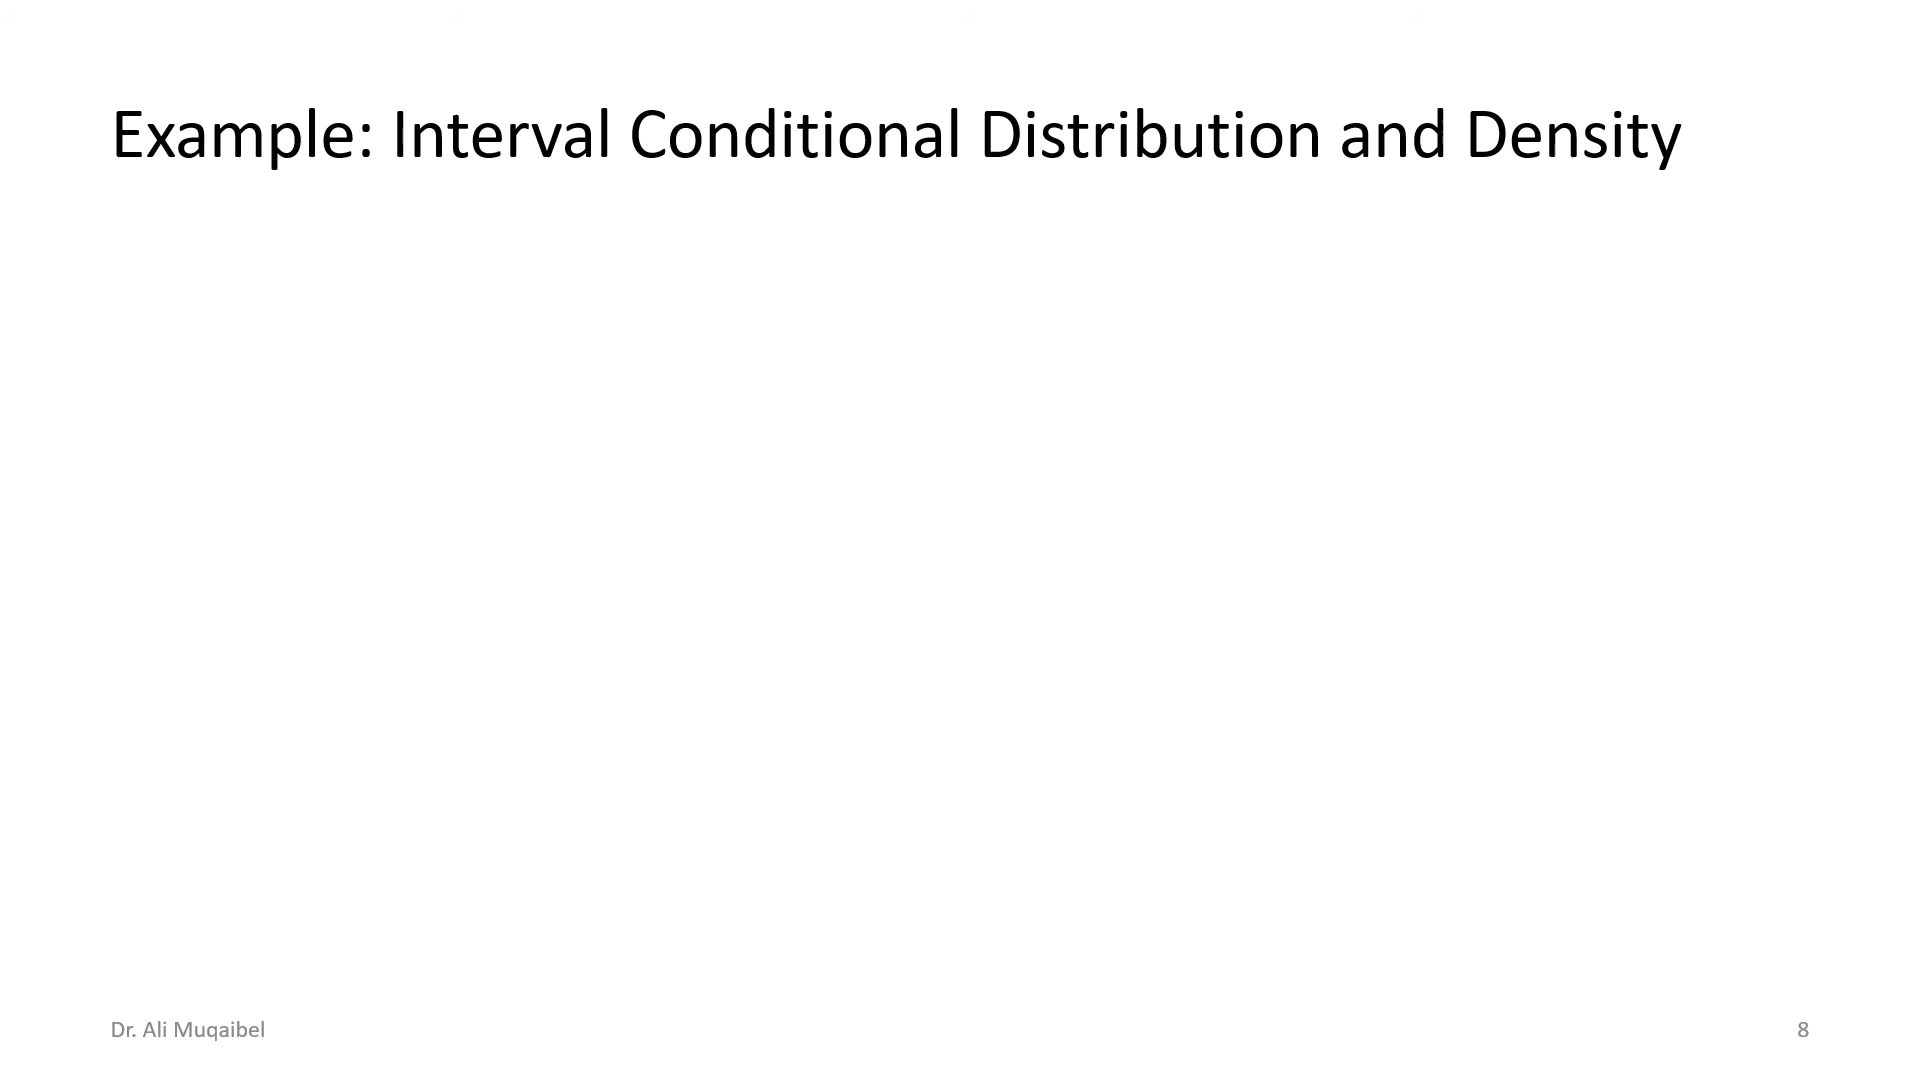 Example: Interval Conditional Distribution and Density
Dr. Ali Muqaibel
8